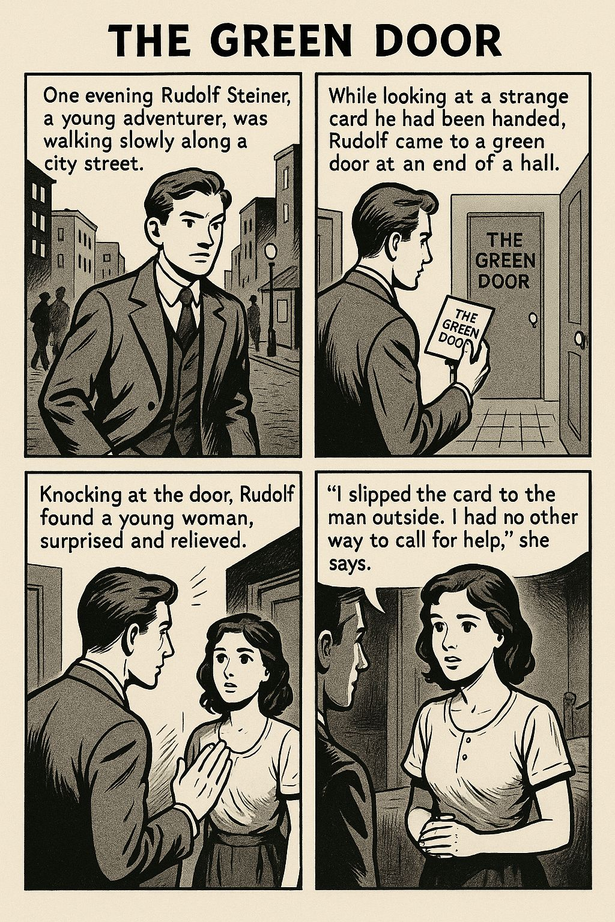 THE GREEN DOOR
One evening Rudolf Steiner,
a young adventurer, was
walking slowly along a
city street.
While looking at a strange
card he had been handed,
Rudolf came to a green
door at an end of a hall.
THE
GREEN
DOOR
THE
GREEN
DOOR
Knocking at the door, Rudolf
found a young woman,
surprised and relieved.
“I slipped the card to the
man outside. I had no other
way to call for help,” she
says.